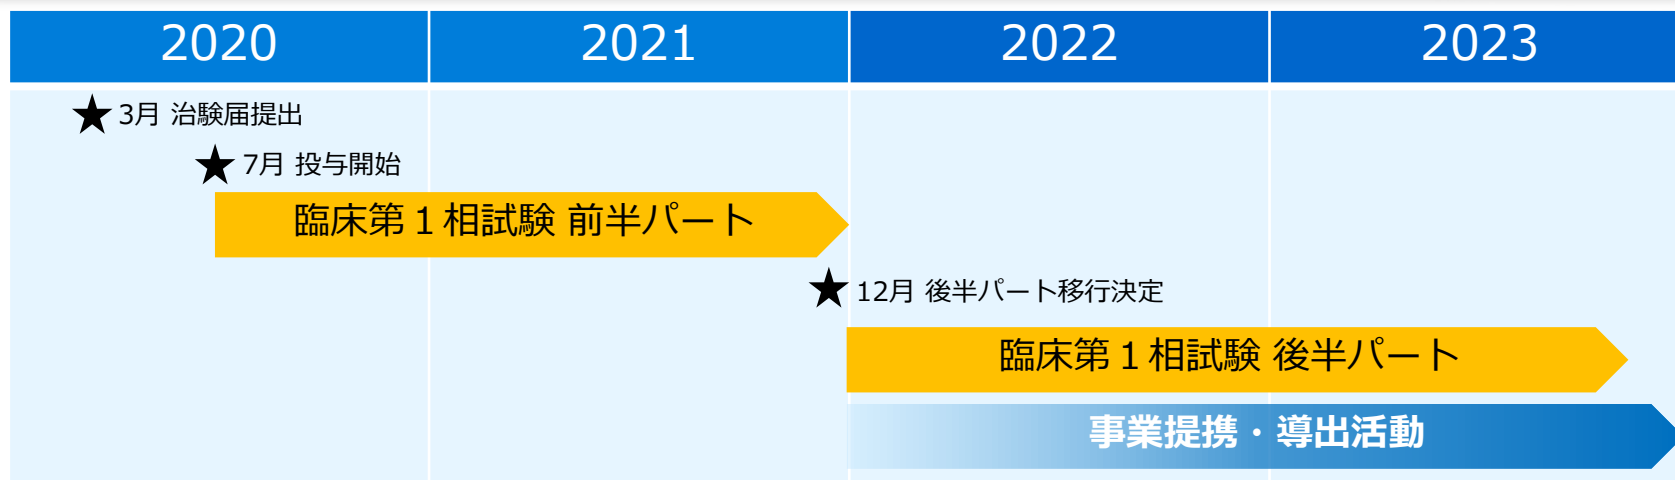 2020 2021 2022 2023
★ 3月 治験届提出
★ 7月 投与開始
臨床第1相試験 前半パート
★ 12月 後半パート移行決定
臨床第1相試験 後半パート
事業提携・導出活動